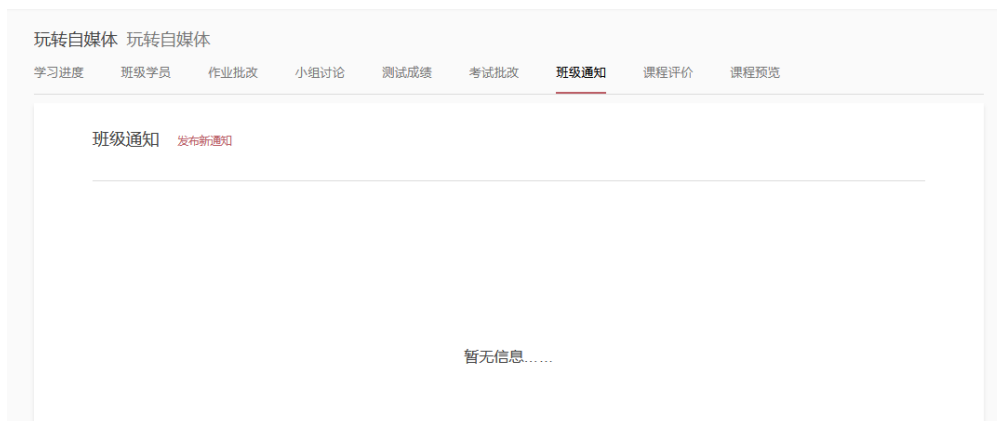 玩转自媒体 玩转自媒体
学习进度 班级学员 作业批改 小组讨论 测试成绩 考试批改 班级通知 课程评价 课程预览
班级通知 发布新通知
暂无信息……